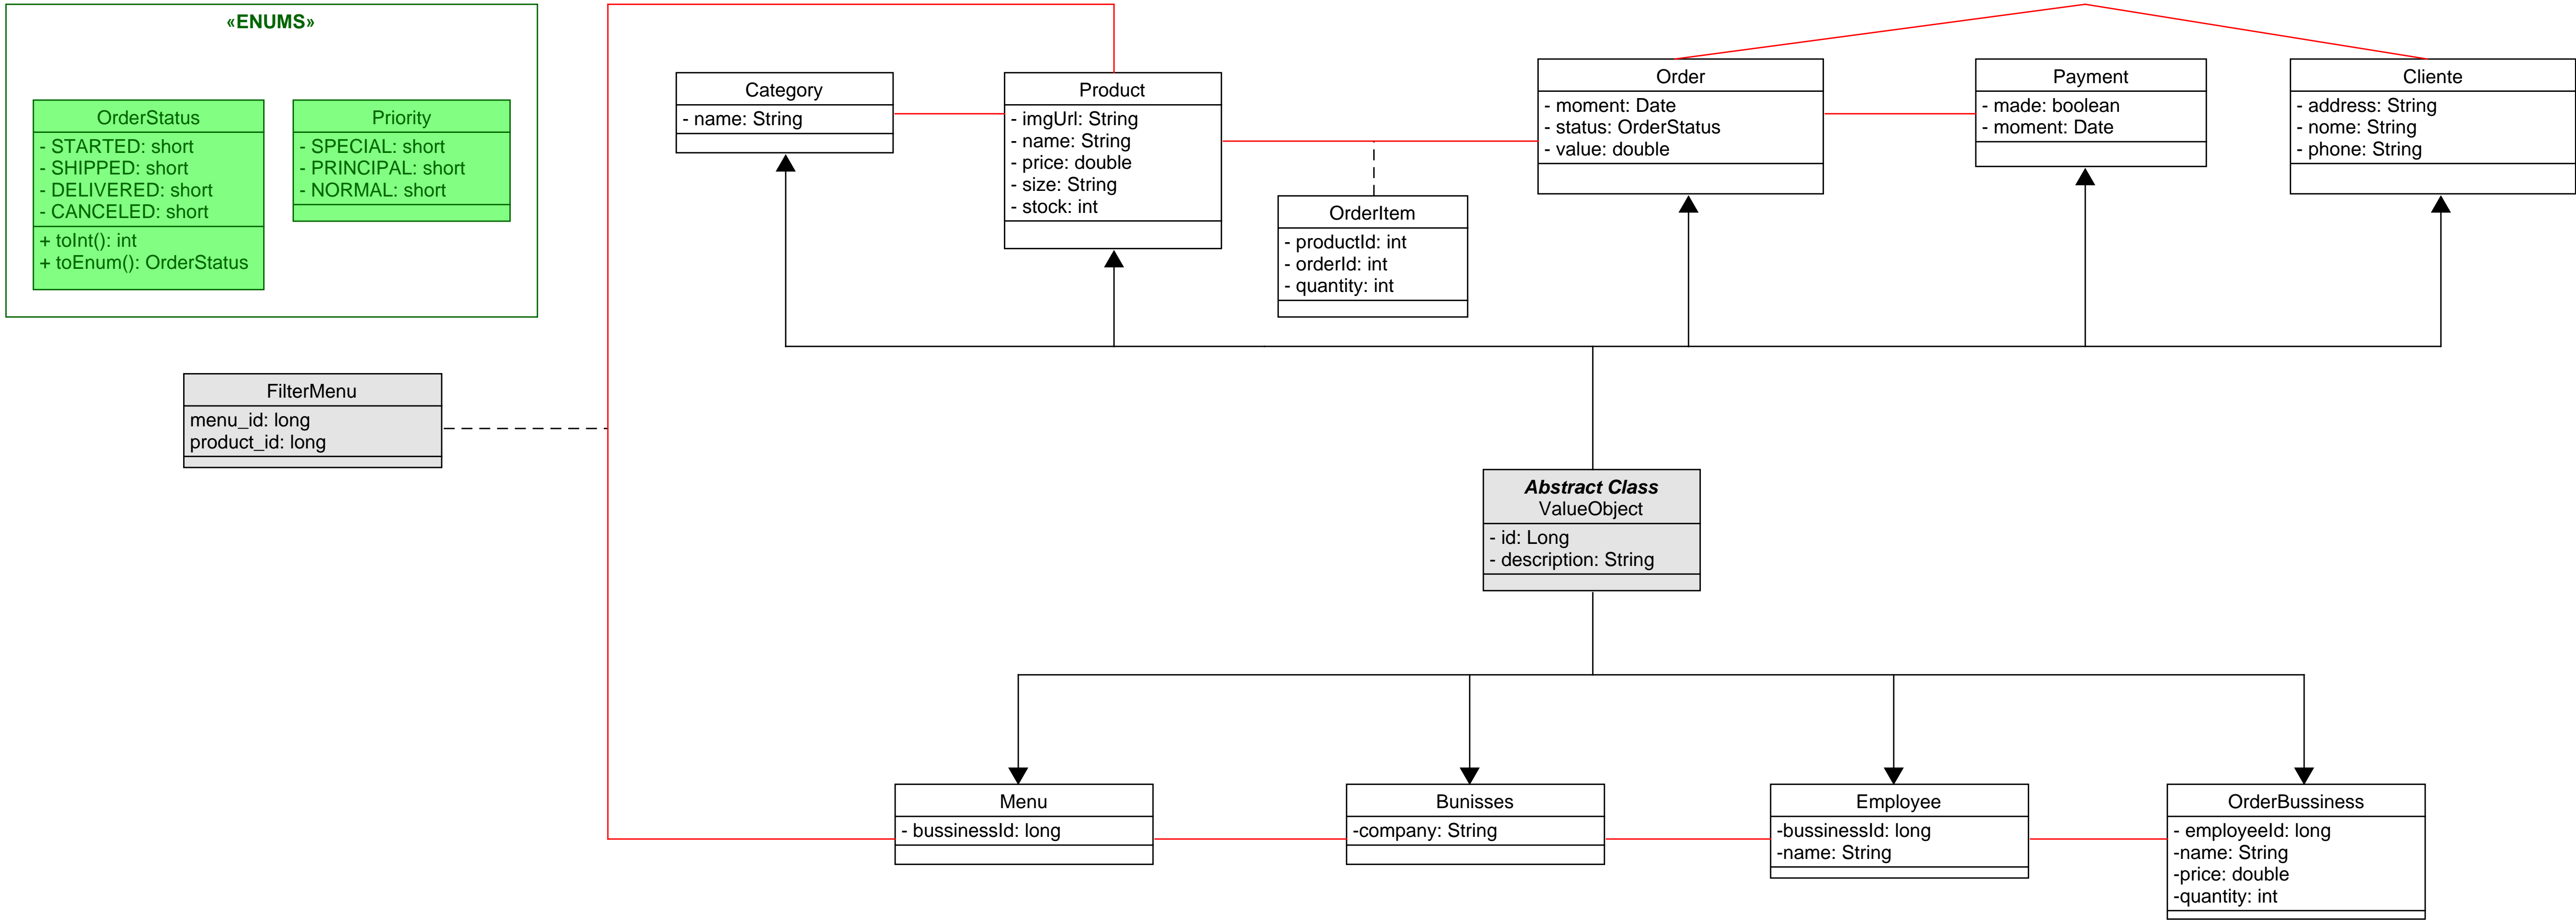 «ENUMS»
OrderStatus
- STARTED: short
- SHIPPED: short
- DELIVERED: short
- CANCELED: short
+ toInt(): int
+ toEnum(): OrderStatus
Priority
- SPECIAL: short
- PRINCIPAL: short
- NORMAL: short
Category
- name: String
Product
- imgUrl: String
- name: String
- price: double
- size: String
- stock: int
OrderItem
- productId: int
- orderId: int
- quantity: int
Order
- moment: Date
- status: OrderStatus
- value: double
Payment
- made: boolean
- moment: Date
Cliente
- address: String
- nome: String
- phone: String
FilterMenu
menu_id: long
product_id: long
Abstract Class
ValueObject
- id: Long
- description: String
Menu
- bussinessId: long
Bunisses
-company: String
Employee
-bussinessId: long
-name: String
OrderBussiness
- employeeId: long
-name: String
-price: double
-quantity: int